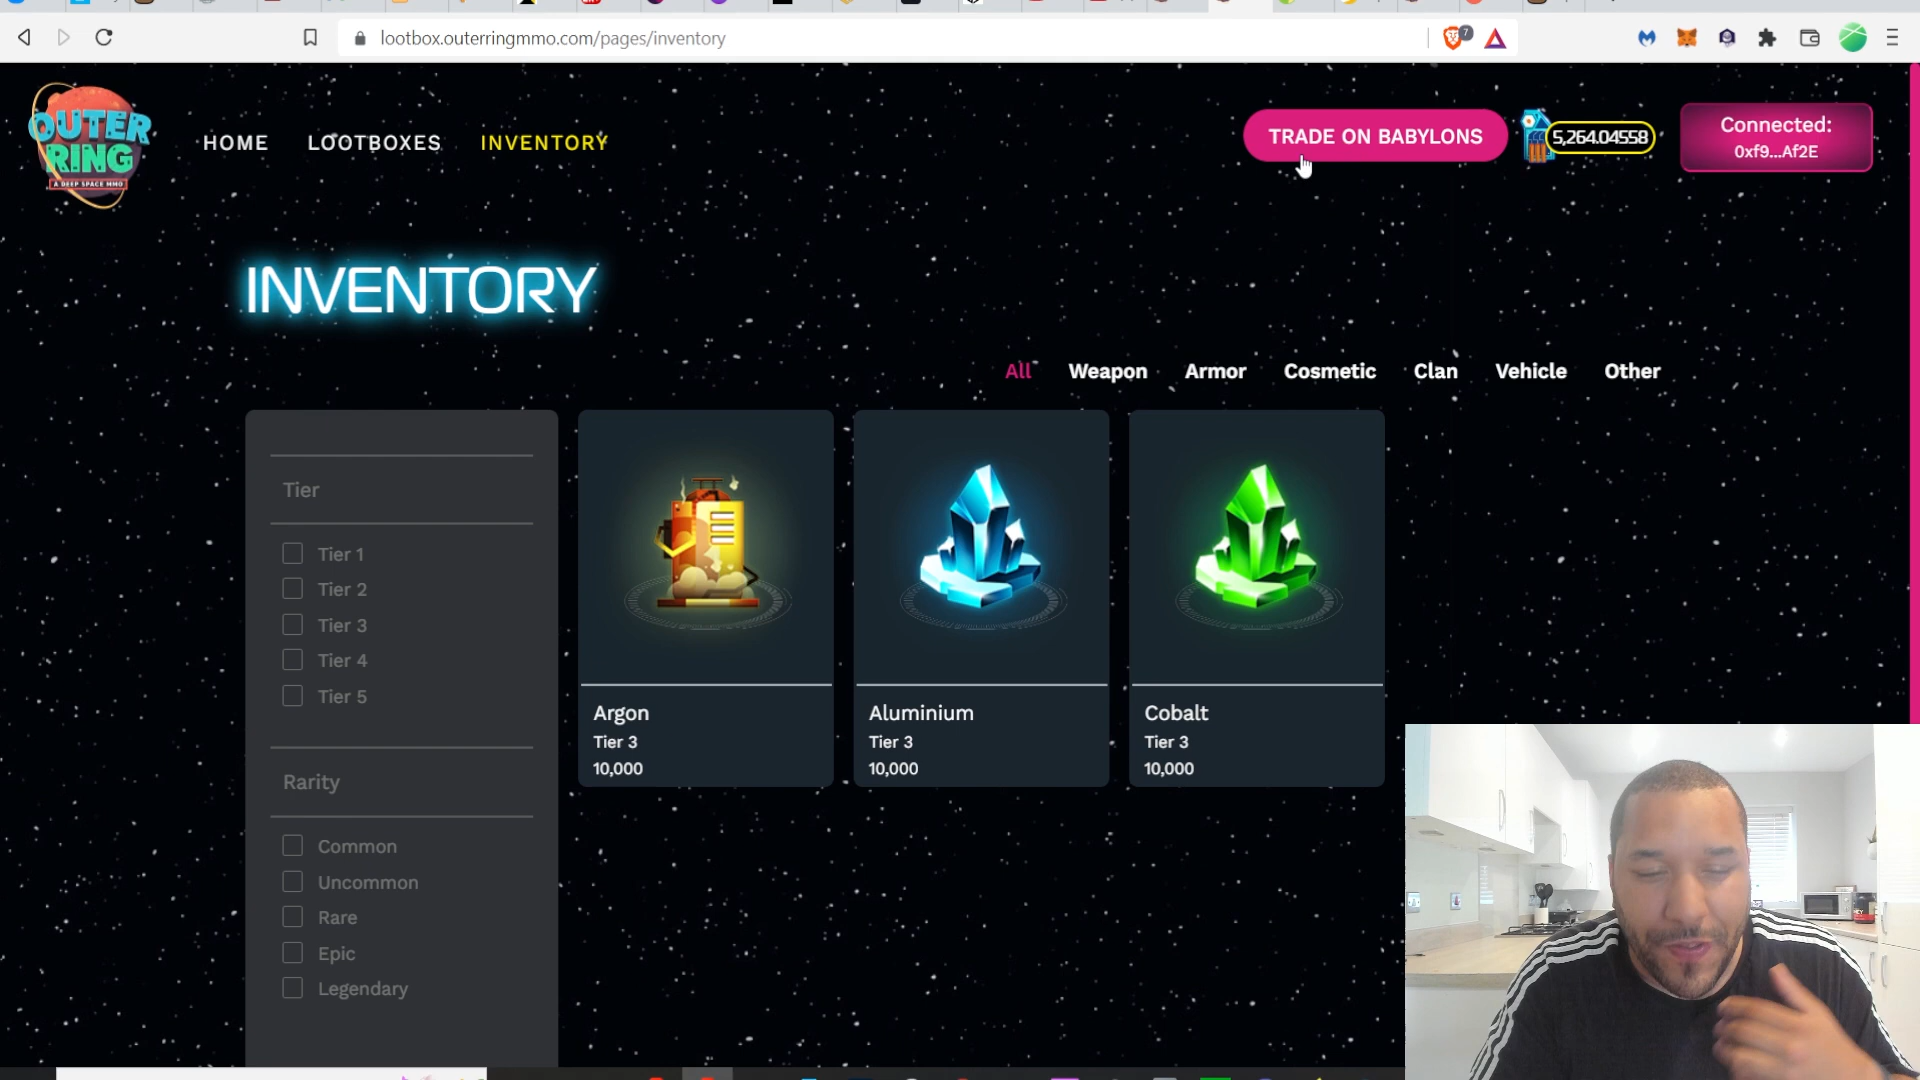 lootbox.outerringmmo.com/pages/inventory
7
OUTER
RING
A DEEP SPACE MMO
HOME
LOOTBOXES
INVENTORY
TRADE ON BABYLONS
5,264.04558
Connected:
0xf9...Af2E
INVENTORY
All
Weapon
Armor
Cosmetic
Clan
Vehicle
Other
Tier
Tier 1
Tier 2
Tier 3
Tier 4
Tier 5
Rarity
Common
Uncommon
Rare
Epic
Legendary
Argon
Tier 3
10,000
Aluminium
Tier 3
10,000
Cobalt
Tier 3
10,000